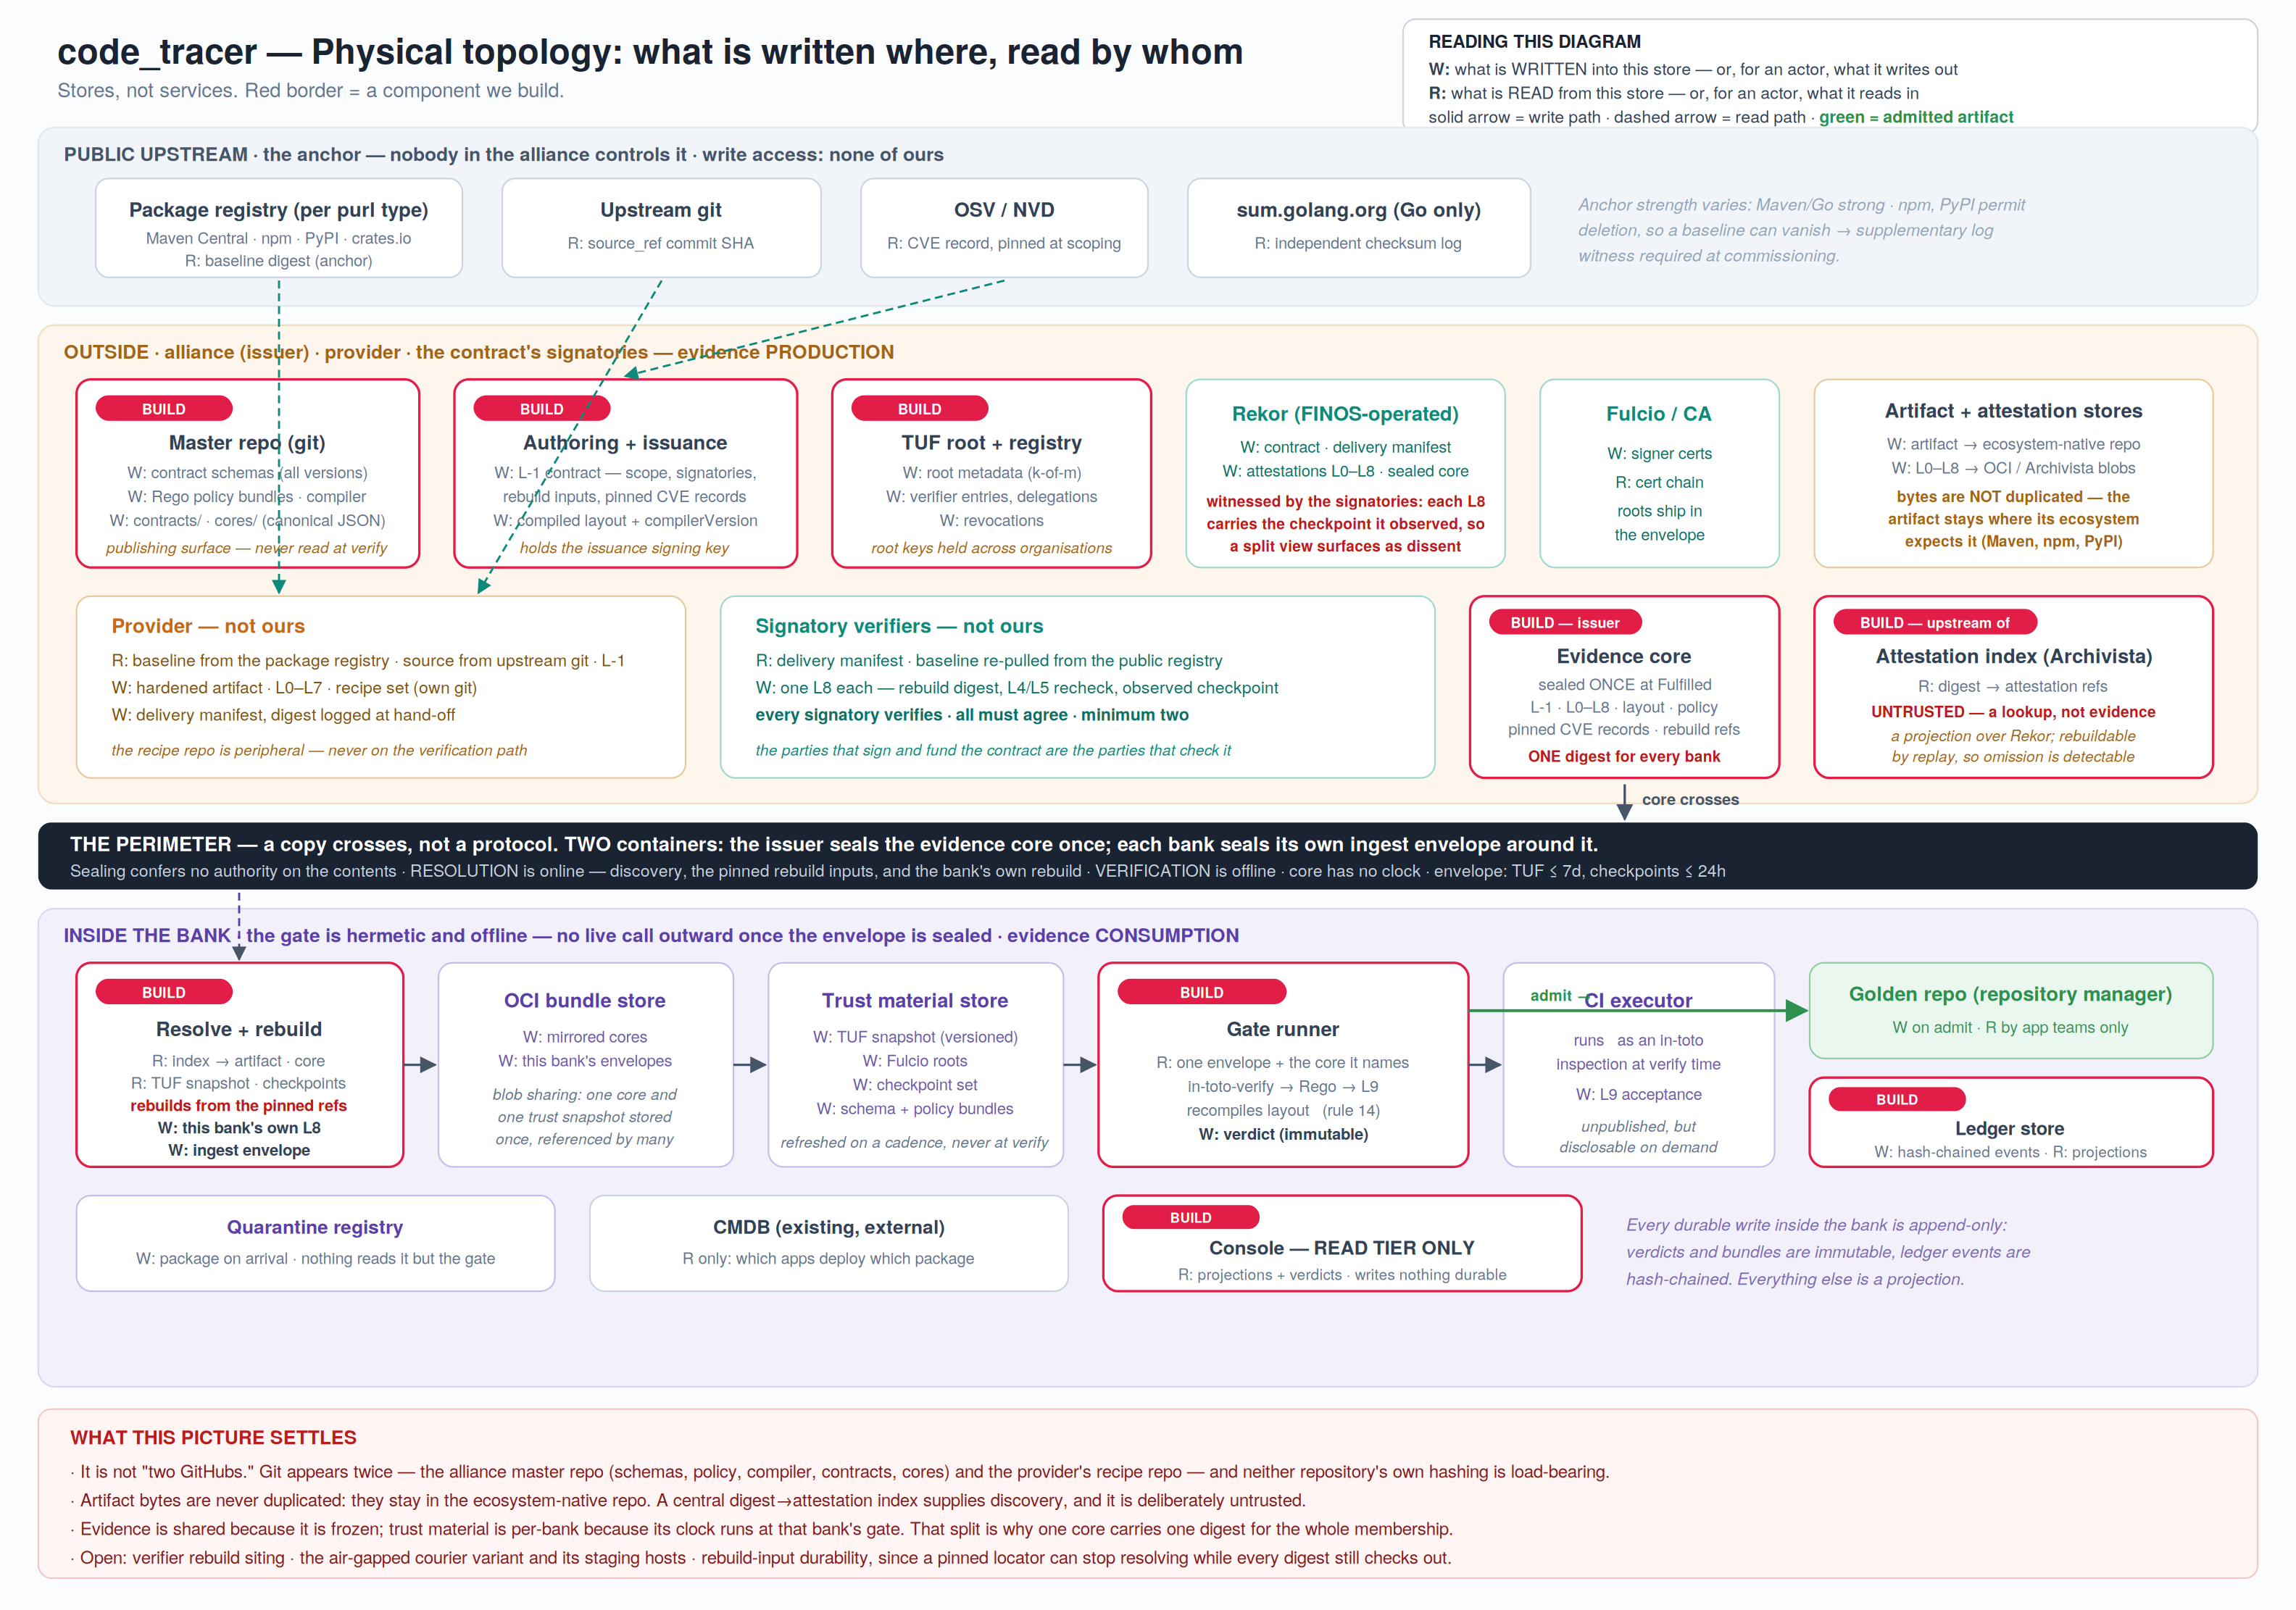 code_tracer — Physical topology: what is written where, read by whom
Stores, not services. Red border = a component we build.
READING THIS DIAGRAM
W: what is WRITTEN into this store — or, for an actor, what it writes out
R: what is READ from this store — or, for an actor, what it reads in
solid arrow = write path · dashed arrow = read path · green = admitted artifact
PUBLIC UPSTREAM · the anchor — nobody in the alliance controls it · write access: none of ours
Package registry (per purl type)
Maven Central · npm · PyPI · crates.io
R: baseline digest (anchor)
Upstream git
R: source_ref commit SHA
OSV / NVD
R: CVE record, pinned at scoping
sum.golang.org (Go only)
R: independent checksum log
Anchor strength varies: Maven/Go strong · npm, PyPI permit
deletion, so a baseline can vanish → supplementary log
witness required at commissioning.
OUTSIDE · alliance (issuer) · provider · the contract's signatories — evidence PRODUCTION
BUILD
Master repo (git)
W: contract schemas (all versions)
W: Rego policy bundles · compiler
W: contracts/ · cores/ (canonical JSON)
publishing surface — never read at verify
BUILD
Authoring + issuance
W: L-1 contract — scope, signatories,
rebuild inputs, pinned CVE records
W: compiled layout + compilerVersion
holds the issuance signing key
BUILD
TUF root + registry
W: root metadata (k-of-m)
W: verifier entries, delegations
W: revocations
root keys held across organisations
Rekor (FINOS-operated)
W: contract · delivery manifest
W: attestations L0–L8 · sealed core
witnessed by the signatories: each L8
carries the checkpoint it observed, so
a split view surfaces as dissent
Fulcio / CA
W: signer certs
R: cert chain
roots ship in
the envelope
Artifact + attestation stores
W: artifact → ecosystem-native repo
W: L0–L8 → OCI / Archivista blobs
bytes are NOT duplicated — the
artifact stays where its ecosystem
expects it (Maven, npm, PyPI)
Provider — not ours
R: baseline from the package registry · source from upstream git · L-1
W: hardened artifact · L0–L7 · recipe set (own git)
W: delivery manifest, digest logged at hand-off
the recipe repo is peripheral — never on the verification path
Signatory verifiers — not ours
R: delivery manifest · baseline re-pulled from the public registry
W: one L8 each — rebuild digest, L4/L5 recheck, observed checkpoint
every signatory verifies · all must agree · minimum two
the parties that sign and fund the contract are the parties that check it
BUILD — issuer
Evidence core
sealed ONCE at Fulfilled
L-1 · L0–L8 · layout · policy
pinned CVE records · rebuild refs
ONE digest for every bank
BUILD — upstream of
Attestation index (Archivista)
R: digest → attestation refs
UNTRUSTED — a lookup, not evidence
a projection over Rekor; rebuildable
by replay, so omission is detectable
core crosses
THE PERIMETER — a copy crosses, not a protocol. TWO containers: the issuer seals the evidence core once; each bank seals its own ingest envelope around it.
Sealing confers no authority on the contents · RESOLUTION is online — discovery, the pinned rebuild inputs, and the bank's own rebuild · VERIFICATION is offline · core has no clock · envelope: TUF ≤ 7d, checkpoints ≤ 24h
INSIDE THE BANK · the gate is hermetic and offline — no live call outward once the envelope is sealed · evidence CONSUMPTION
BUILD
Resolve + rebuild
R: index → artifact · core
R: TUF snapshot · checkpoints
rebuilds from the pinned refs
W: this bank's own L8
W: ingest envelope
OCI bundle store
W: mirrored cores
W: this bank's envelopes
blob sharing: one core and
one trust snapshot stored
once, referenced by many
Trust material store
W: TUF snapshot (versioned)
W: Fulcio roots
W: checkpoint set
W: schema + policy bundles
refreshed on a cadence, never at verify
BUILD
Gate runner
R: one envelope + the core it names
in-toto-verify → Rego → L9
recompiles layout (rule 14)
W: verdict (immutable)
admit →
CI executor
runs as an in-toto
inspection at verify time
W: L9 acceptance
unpublished, but
disclosable on demand
Golden repo (repository manager)
W on admit · R by app teams only
BUILD
Ledger store
W: hash-chained events · R: projections
Quarantine registry
W: package on arrival · nothing reads it but the gate
CMDB (existing, external)
R only: which apps deploy which package
BUILD
Console — READ TIER ONLY
R: projections + verdicts · writes nothing durable
Every durable write inside the bank is append-only:
verdicts and bundles are immutable, ledger events are
hash-chained. Everything else is a projection.
WHAT THIS PICTURE SETTLES
· It is not "two GitHubs." Git appears twice — the alliance master repo (schemas, policy, compiler, contracts, cores) and the provider's recipe repo — and neither repository's own hashing is load-bearing.
· Artifact bytes are never duplicated: they stay in the ecosystem-native repo. A central digest→attestation index supplies discovery, and it is deliberately untrusted.
· Evidence is shared because it is frozen; trust material is per-bank because its clock runs at that bank's gate. That split is why one core carries one digest for the whole membership.
· Open: verifier rebuild siting · the air-gapped courier variant and its staging hosts · rebuild-input durability, since a pinned locator can stop resolving while every digest still checks out.